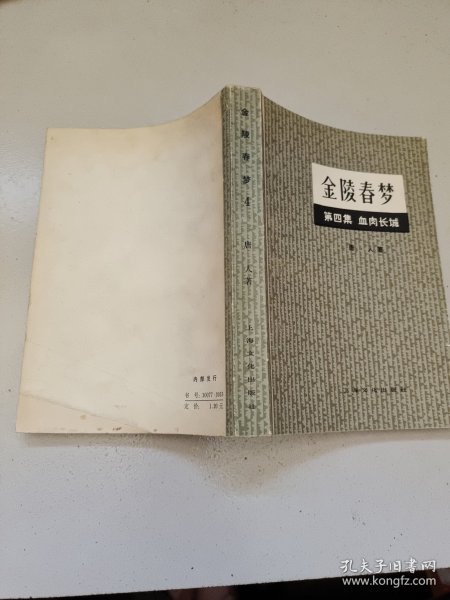 金陵春梦
第四集 血肉长城
唐 人 著
上海文化出版社
金陵春梦 4
唐人著
上海文化出版社
内部发行
定价: 1.30元
孔夫子旧书网
www.kongfz.com